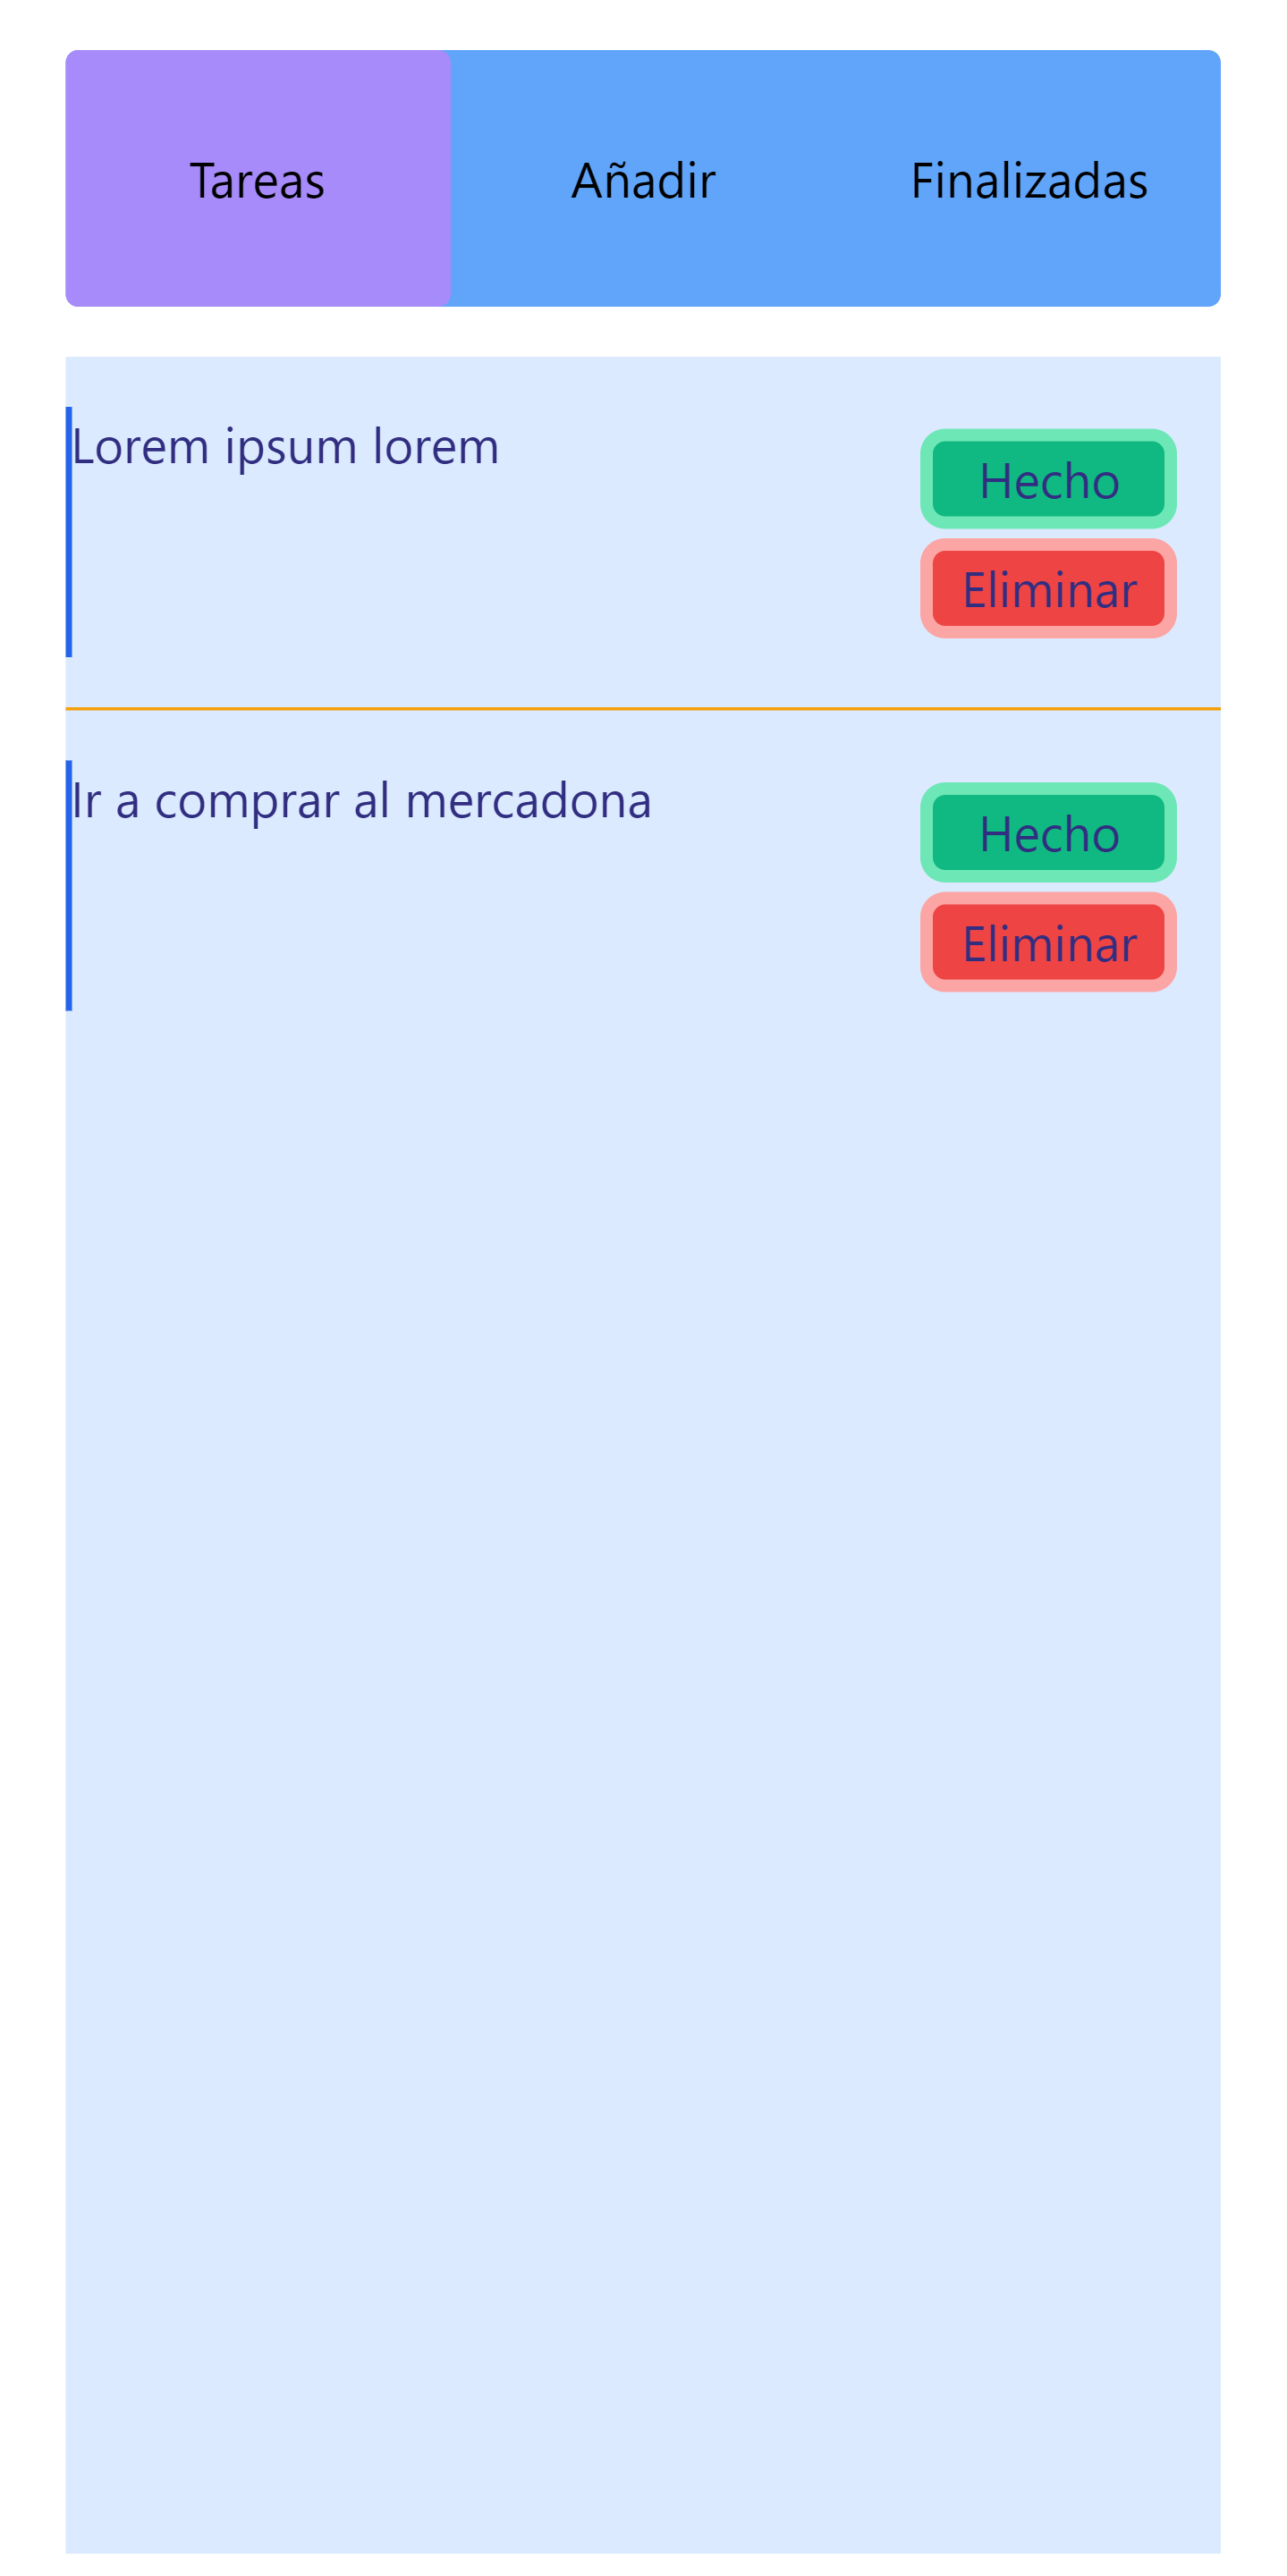 Tareas Añadir Finalizadas
Lorem ipsum lorem
Hecho
Eliminar
Ir a comprar al mercadona
Hecho
Eliminar